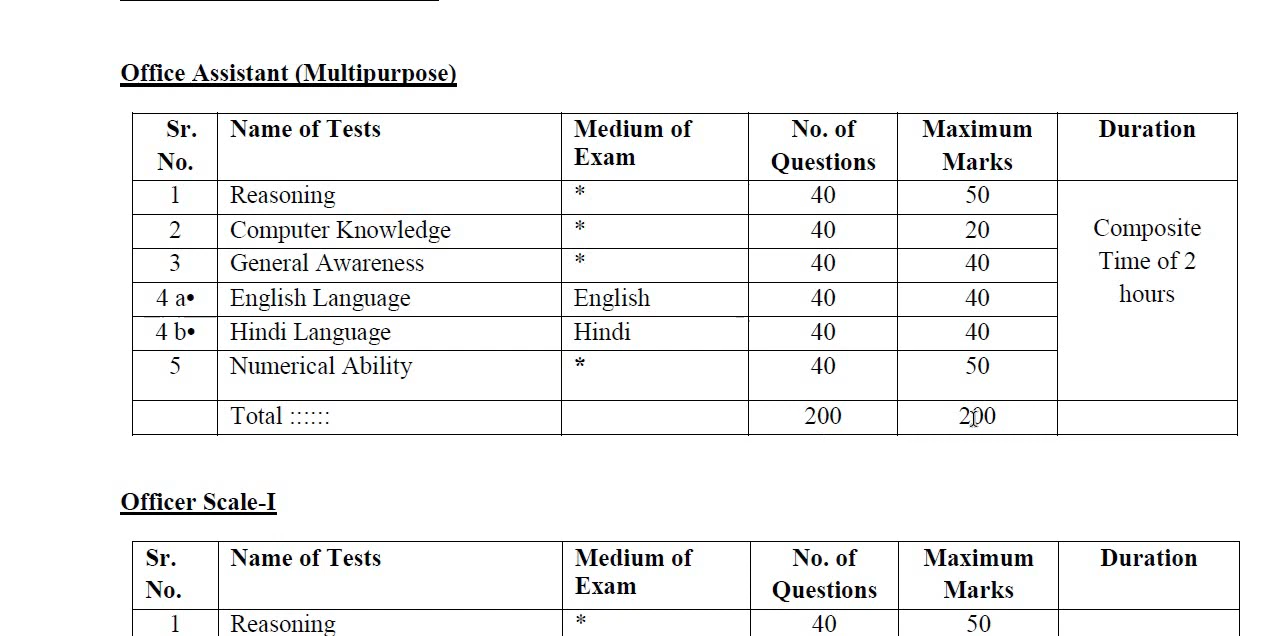 Office Assistant (Multipurpose)
Sr. No. Name of Tests Medium of Exam No. of Questions Maximum Marks Duration
1 Reasoning * 40 50 Composite Time of 2 hours
2 Computer Knowledge * 40 20
3 General Awareness * 40 40
4 a• English Language English 40 40
4 b• Hindi Language Hindi 40 40
5 Numerical Ability * 40 50
Total :::::: 200 200
Officer Scale-I
Sr. No. Name of Tests Medium of Exam No. of Questions Maximum Marks Duration
1 Reasoning * 40 50